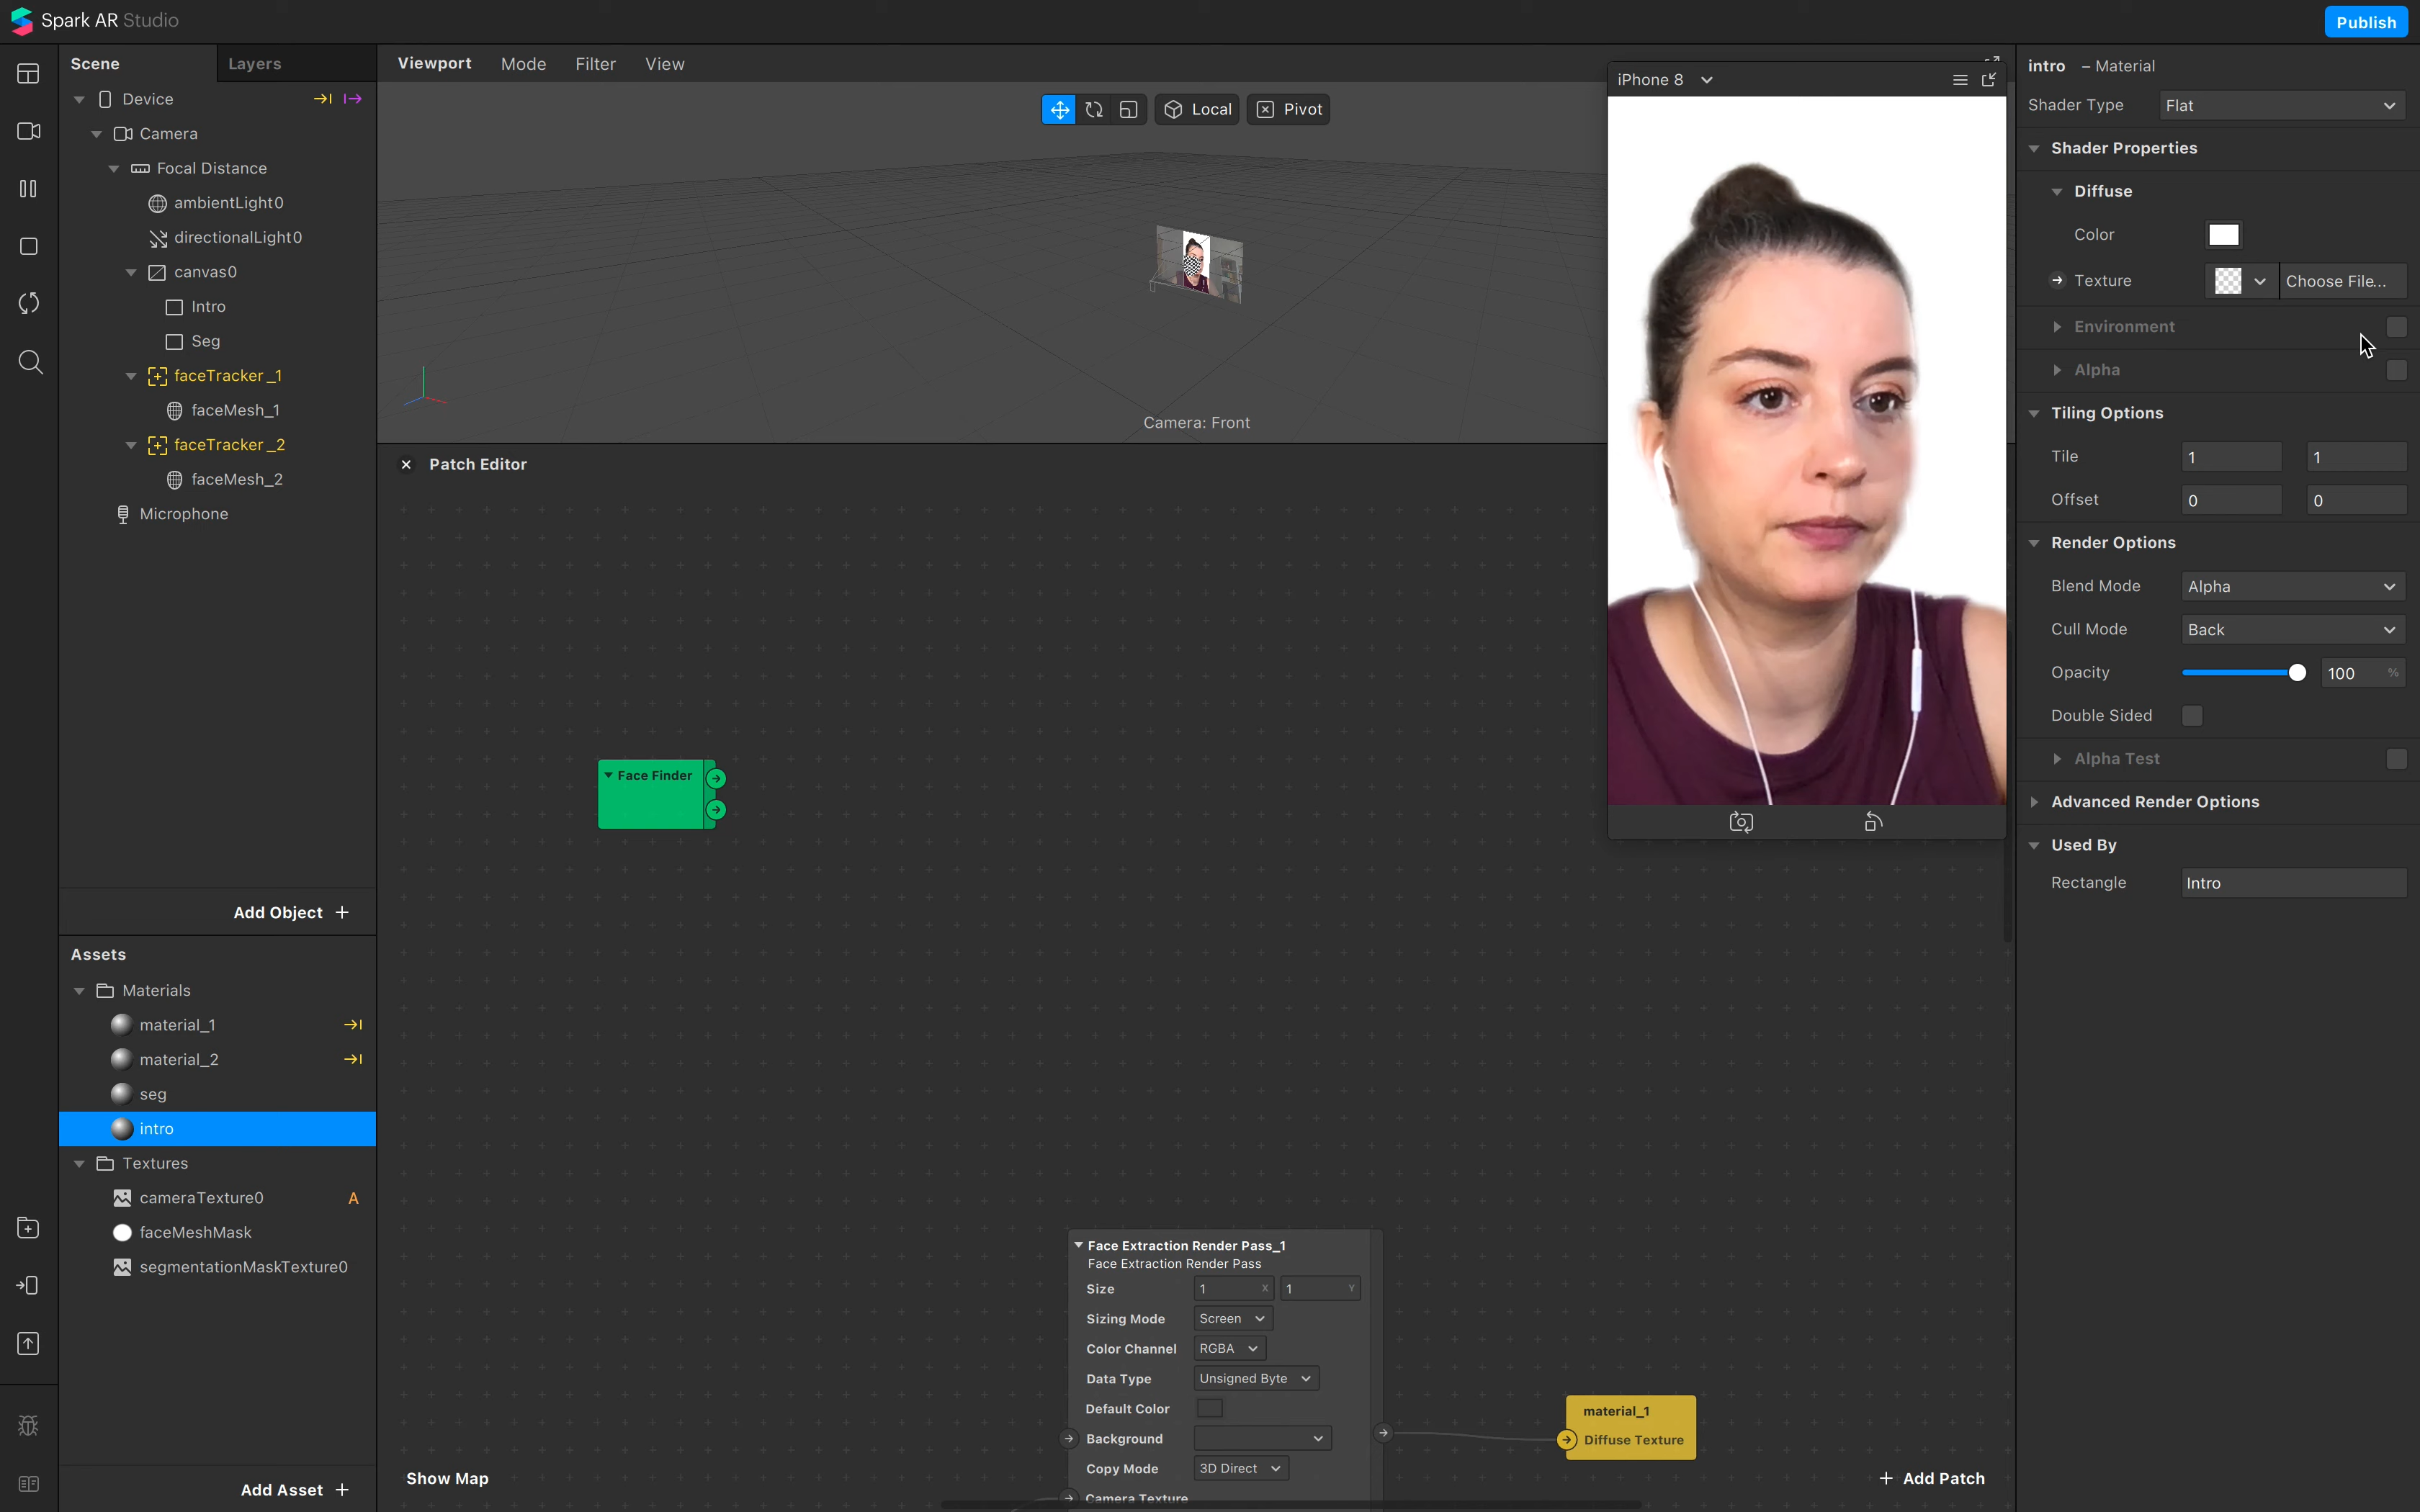 Spark AR Studio
Publish
Scene
Layers
Device
Camera
Focal Distance
ambientLight0
directionalLight0
canvas0
Intro
Seg
faceTracker_1
faceMesh_1
faceTracker_2
faceMesh_2
Microphone
Add Object +
Assets
Materials
material_1
material_2
seg
intro
Textures
cameraTexture0 A
faceMeshMask
segmentationMaskTexture0
Add Asset +
Viewport Mode Filter View
Local
Pivot
Camera: Front
Patch Editor
Face Finder
Face Extraction Render Pass_1
Face Extraction Render Pass
Size 1 X 1 Y
Sizing Mode Screen
Color Channel RGBA
Data Type Unsigned Byte
Default Color
Background
Copy Mode 3D Direct
Camera Texture
material_1
Diffuse Texture
Show Map
+ Add Patch
iPhone 8
intro – Material
Shader Type Flat
Shader Properties
Diffuse
Color
Texture Choose File...
Environment
Alpha
Tiling Options
Tile 1 1
Offset 0 0
Render Options
Blend Mode Alpha
Cull Mode Back
Opacity 100 %
Double Sided
Alpha Test
Advanced Render Options
Used By
Rectangle Intro